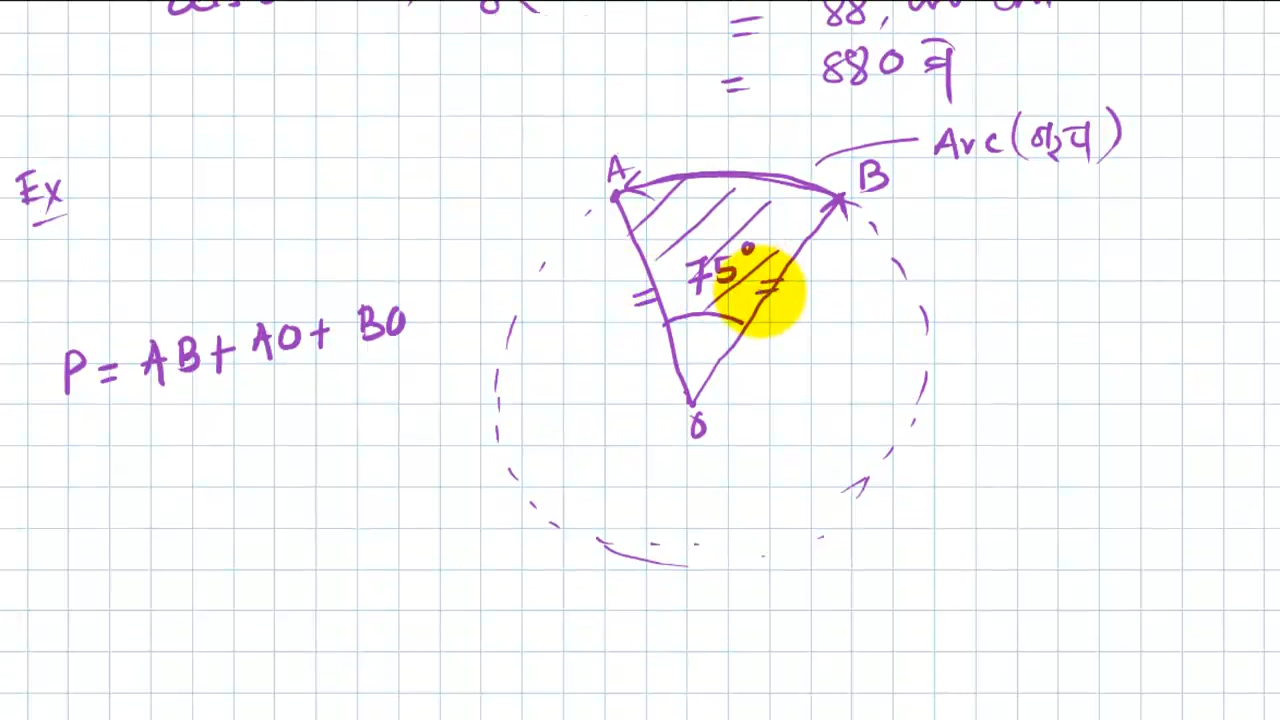 = 88,
= 880 व
Arc (
Ex
A
B
75°
P = AB + AO + BO
O